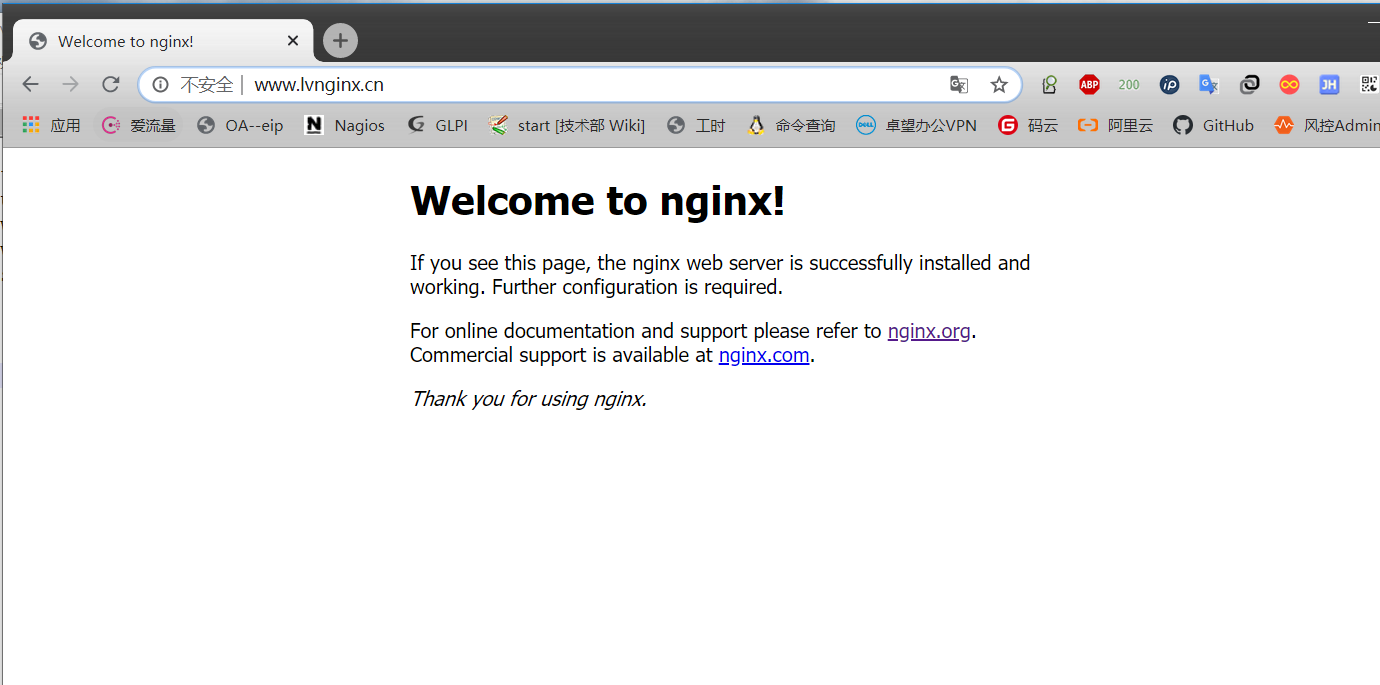 Welcome to nginx!
不安全 | www.lvnginx.cn
ABP 200 iP G JH
应用 爱流量 OA--eip N Nagios GLPI start [技术部 Wiki] 工时 命令查询 DELL 卓望办公VPN G 码云 阿里云 GitHub 风控Admin
Welcome to nginx!
If you see this page, the nginx web server is successfully installed and
working. Further configuration is required.
For online documentation and support please refer to nginx.org.
Commercial support is available at nginx.com.
Thank you for using nginx.